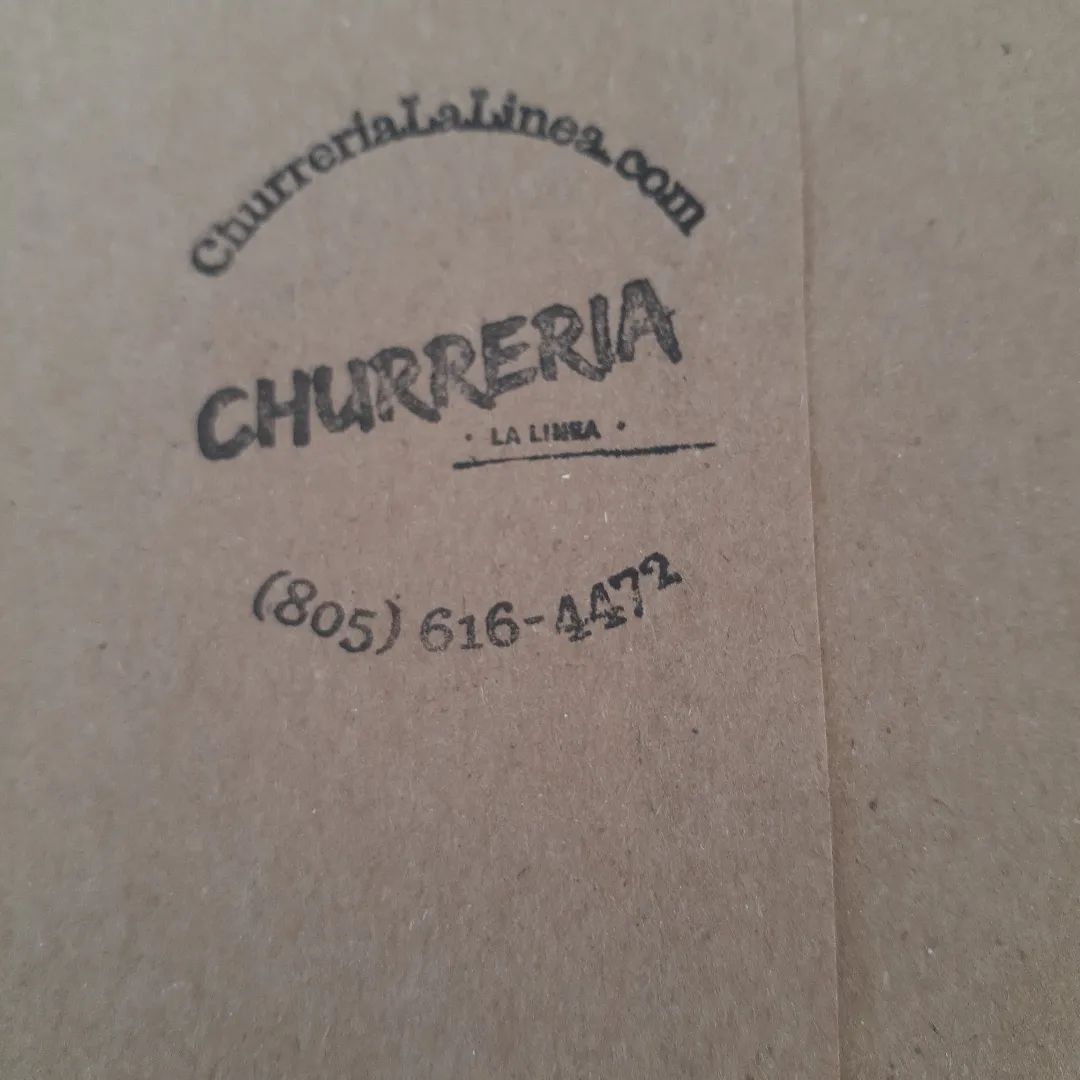 ChurreriaLaLinea.com
CHURRERIA
· LA LINEA ·
(805) 616-4472